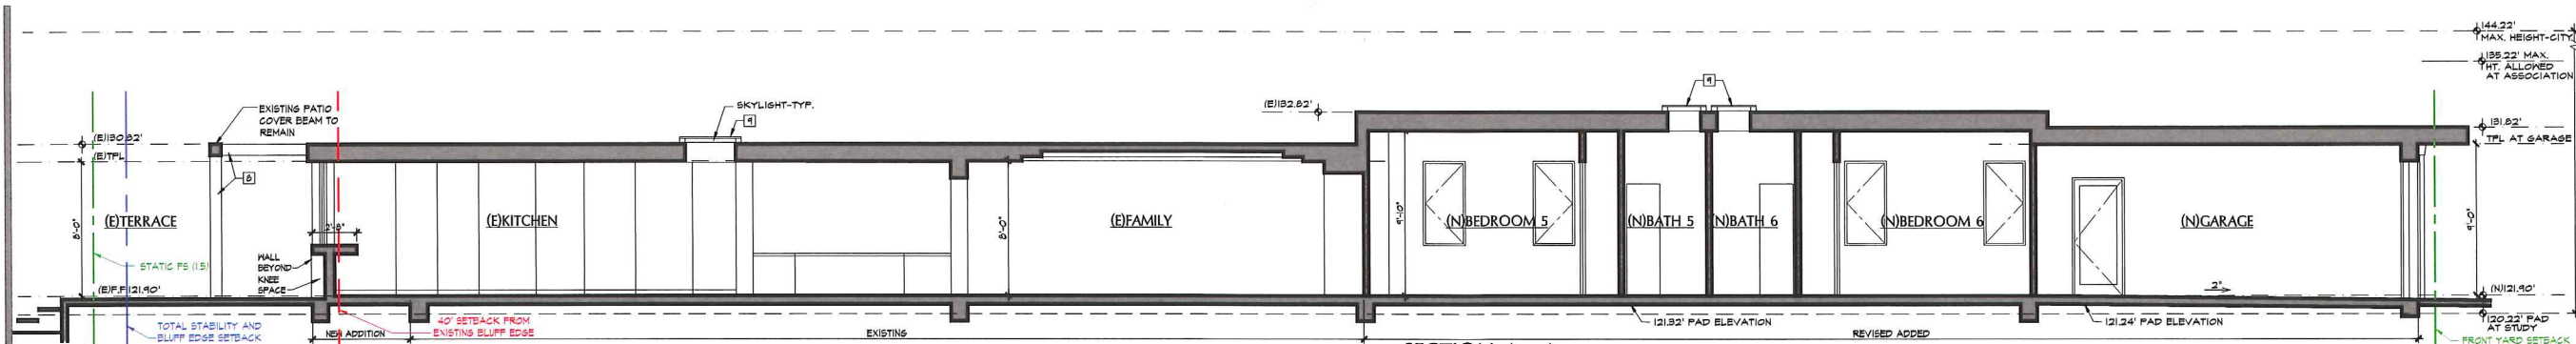 144.22'
MAX. HEIGHT-CITY
135.22' MAX.
HT. ALLOWED
AT ASSOCIATION
EXISTING PATIO
COVER BEAM TO
REMAIN
SKYLIGHT-TYP.
9
9
(E)132.82'
(E)130.82'
(E)TPL
131.82'
TPL AT GARAGE
8
(E)TERRACE
(E)KITCHEN
(E)FAMILY
(N)BEDROOM 5
(N)BATH 5
(N)BATH 6
(N)BEDROOM 6
(N)GARAGE
8'-0"
8'-0"
9'-10"
9'-0"
STATIC FS (1.5)
WALL
BEYOND
KNEE
SPACE
(E)F.F.121.90'
2"
(N)121.90'
TOTAL STABILITY AND
BLUFF EDGE SETBACK
NEW ADDITION
40' SETBACK FROM
EXISTING BLUFF EDGE
EXISTING
121.32' PAD ELEVATION
REVISED ADDED
121.24' PAD ELEVATION
120.22' PAD
AT STUDY
FRONT YARD SETBACK